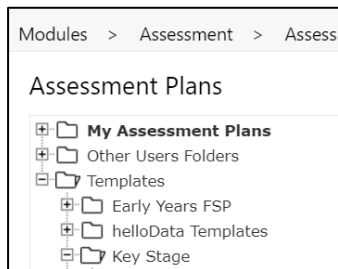 Modules > Assessment > Assess
Assessment Plans
My Assessment Plans
Other Users Folders
Templates
Early Years FSP
helloData Templates
Key Stage